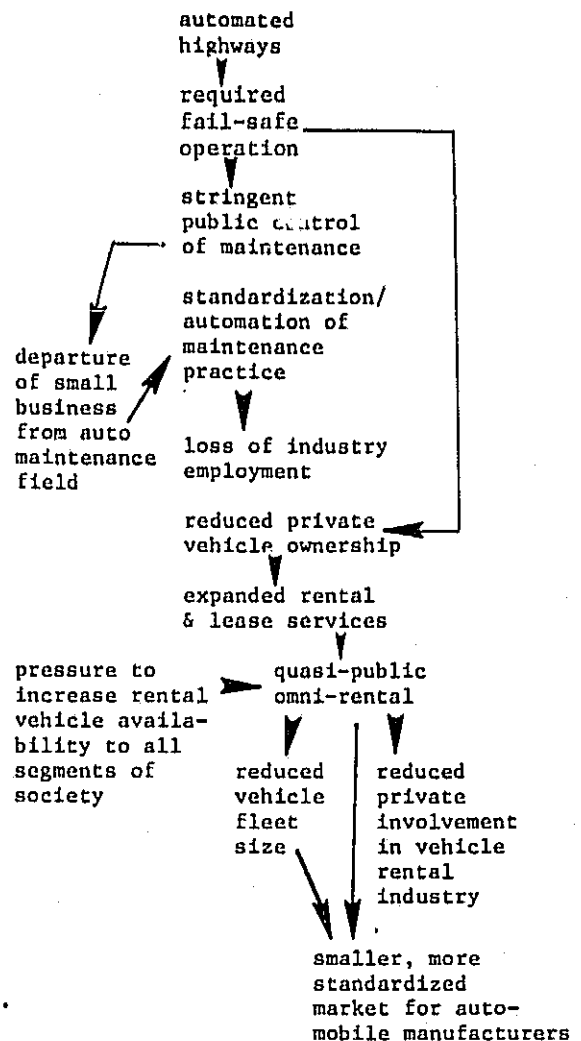 automated
highways
required
fail-safe
operation
stringent
public control
of maintenance
standardization/
automation of
maintenance
practice
departure
of small
business
from auto
maintenance
field
loss of industry
employment
reduced private
vehicle ownership
expanded rental
& lease services
pressure to
increase rental
vehicle availa-
bility to all
segments of
society
quasi-public
omni-rental
reduced
vehicle
fleet
size
reduced
private
involvement
in vehicle
rental
industry
smaller, more
standardized
market for auto-
mobile manufacturers